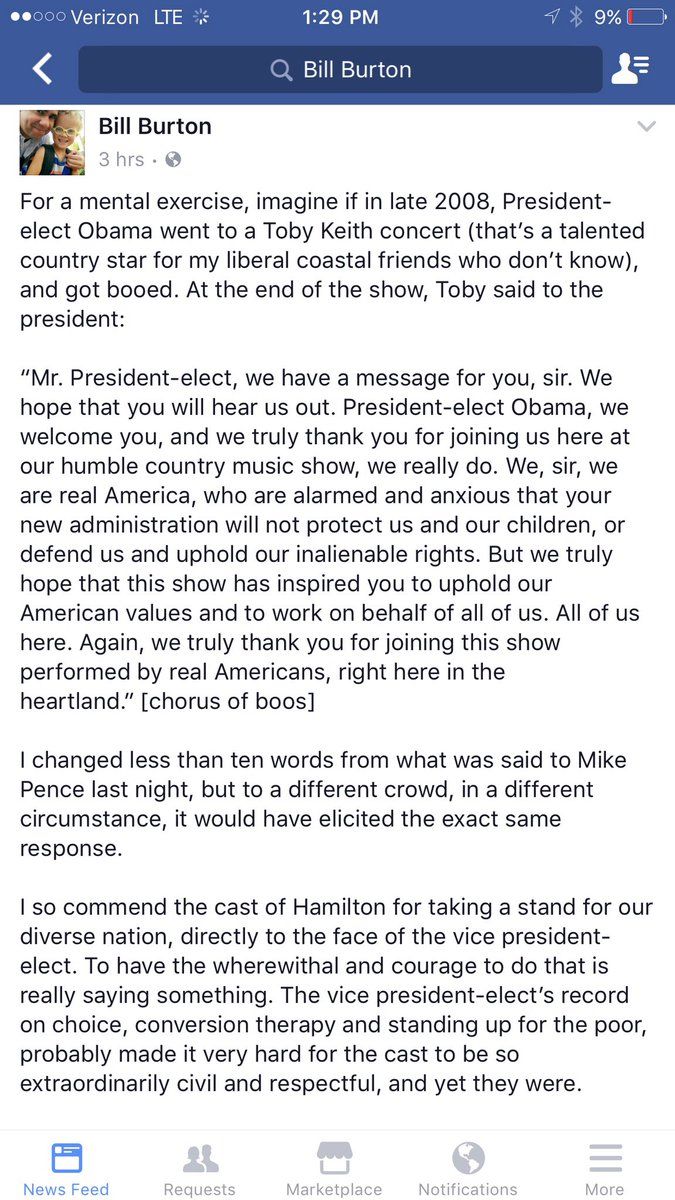 Verizon LTE 1:29 PM 9%
Bill Burton
Bill Burton
3 hrs ·
For a mental exercise, imagine if in late 2008, President-
elect Obama went to a Toby Keith concert (that's a talented
country star for my liberal coastal friends who don't know),
and got booed. At the end of the show, Toby said to the
president:
“Mr. President-elect, we have a message for you, sir. We
hope that you will hear us out. President-elect Obama, we
welcome you, and we truly thank you for joining us here at
our humble country music show, we really do. We, sir, we
are real America, who are alarmed and anxious that your
new administration will not protect us and our children, or
defend us and uphold our inalienable rights. But we truly
hope that this show has inspired you to uphold our
American values and to work on behalf of all of us. All of us
here. Again, we truly thank you for joining this show
performed by real Americans, right here in the
heartland.” [chorus of boos]
I changed less than ten words from what was said to Mike
Pence last night, but to a different crowd, in a different
circumstance, it would have elicited the exact same
response.
I so commend the cast of Hamilton for taking a stand for our
diverse nation, directly to the face of the vice president-
elect. To have the wherewithal and courage to do that is
really saying something. The vice president-elect's record
on choice, conversion therapy and standing up for the poor,
probably made it very hard for the cast to be so
extraordinarily civil and respectful, and yet they were.
News Feed Requests Marketplace Notifications More